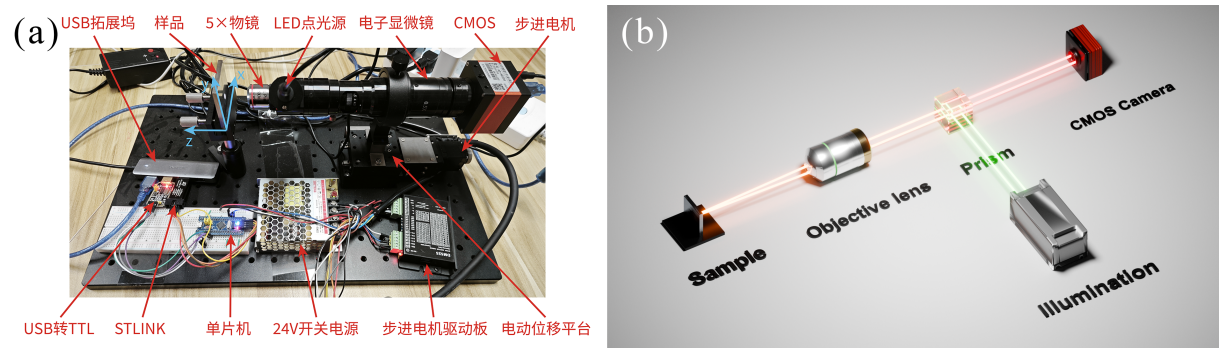 (a)
USB拓展坞 样品 5×物镜 LED点光源 电子显微镜 CMOS 步进电机
X
Y
Z
USB转TTL STLINK 单片机 24V开关电源 步进电机驱动板 电动位移平台
(b)
CMOS Camera
Prism
Objective lens
Sample
Illumination